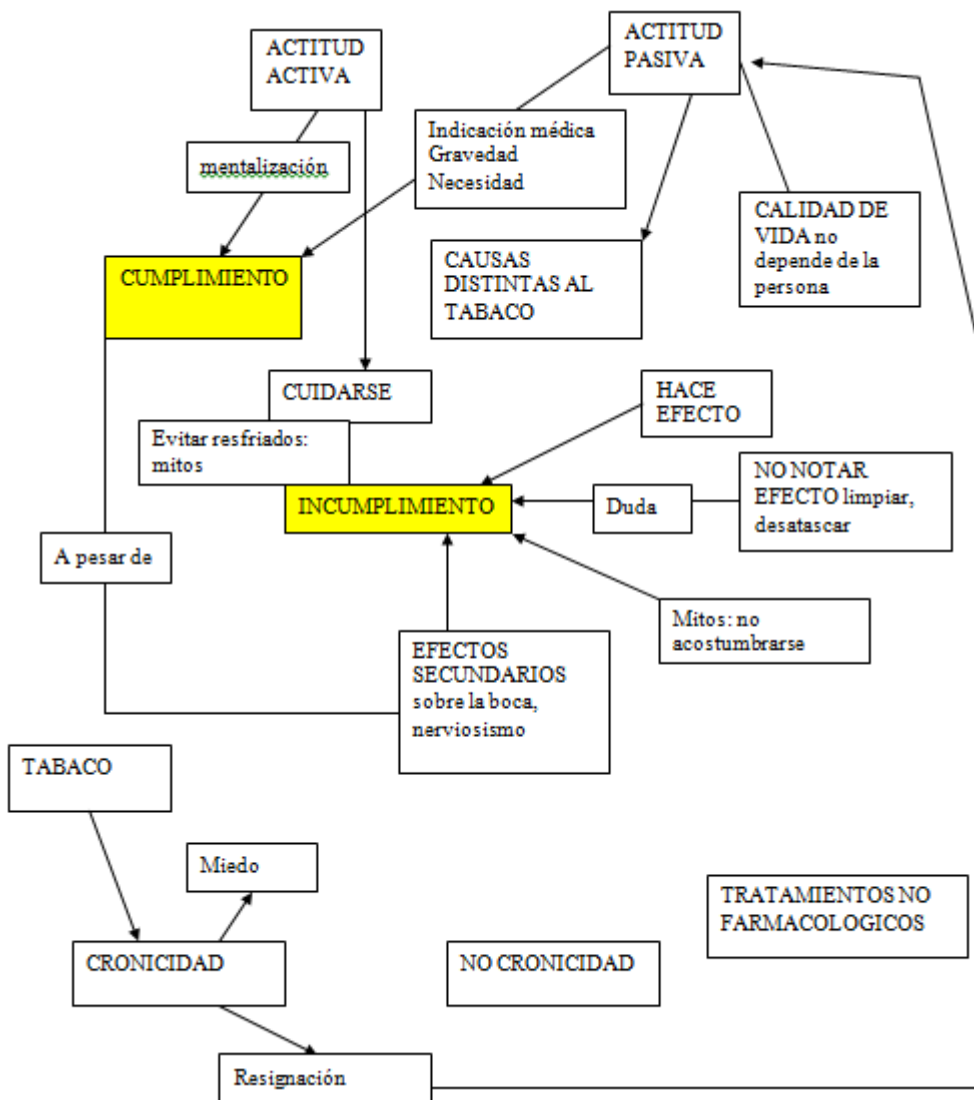 ACTITUD
ACTIVA
ACTITUD
PASIVA
Indicación médica
Gravedad
Necesidad
mentalización
CALIDAD DE
VIDA no
depende de la
persona
CUMPLIMIENTO
CAUSAS
DISTINTAS AL
TABACO
CUIDARSE
HACE
EFECTO
Evitar resfriados:
mitos
INCUMPLIMIENTO
Duda
NO NOTAR
EFECTO limpiar,
desatascar
A pesar de
Mitos: no
acostumbrarse
EFECTOS
SECUNDARIOS
sobre la boca,
nerviosismo
TABACO
Miedo
TRATAMIENTOS NO
FARMACOLOGICOS
CRONICIDAD
NO CRONICIDAD
Resignación